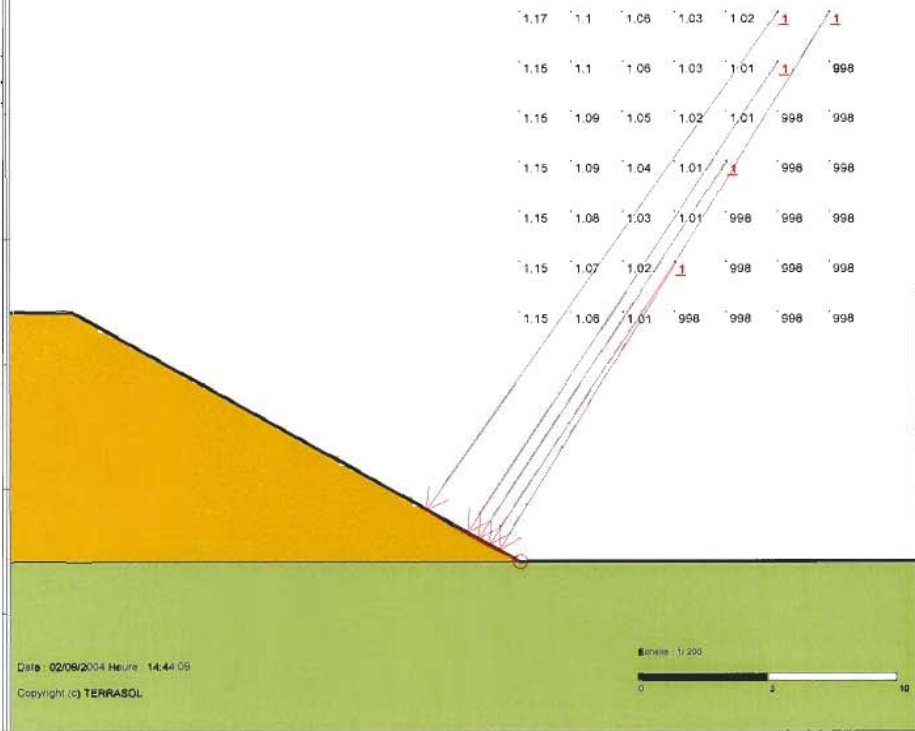 1.17 1.1 1.06 1.03 1.02 1 1
1.15 1.1 1.06 1.03 1.01 1 998
1.15 1.09 1.05 1.02 1.01 998 998
1.15 1.09 1.04 1.01 1 998 998
1.15 1.08 1.03 1.01 998 998 998
1.15 1.07 1.02 1 998 998 998
1.15 1.06 1.01 998 998 998 998
Date : 02/09/2004 Heure : 14:44:09
Echelle : 1/ 200
Copyright (c) TERRASOL
0 5 10